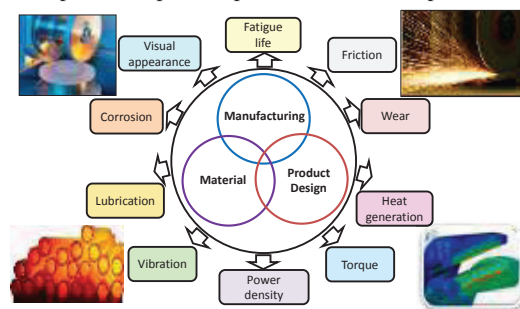 Fatigue
life
Visual
appearance
Friction
Corrosion
Manufacturing
Wear
Material
Product
Design
Lubrication
Heat
generation
Vibration
Torque
Power
density